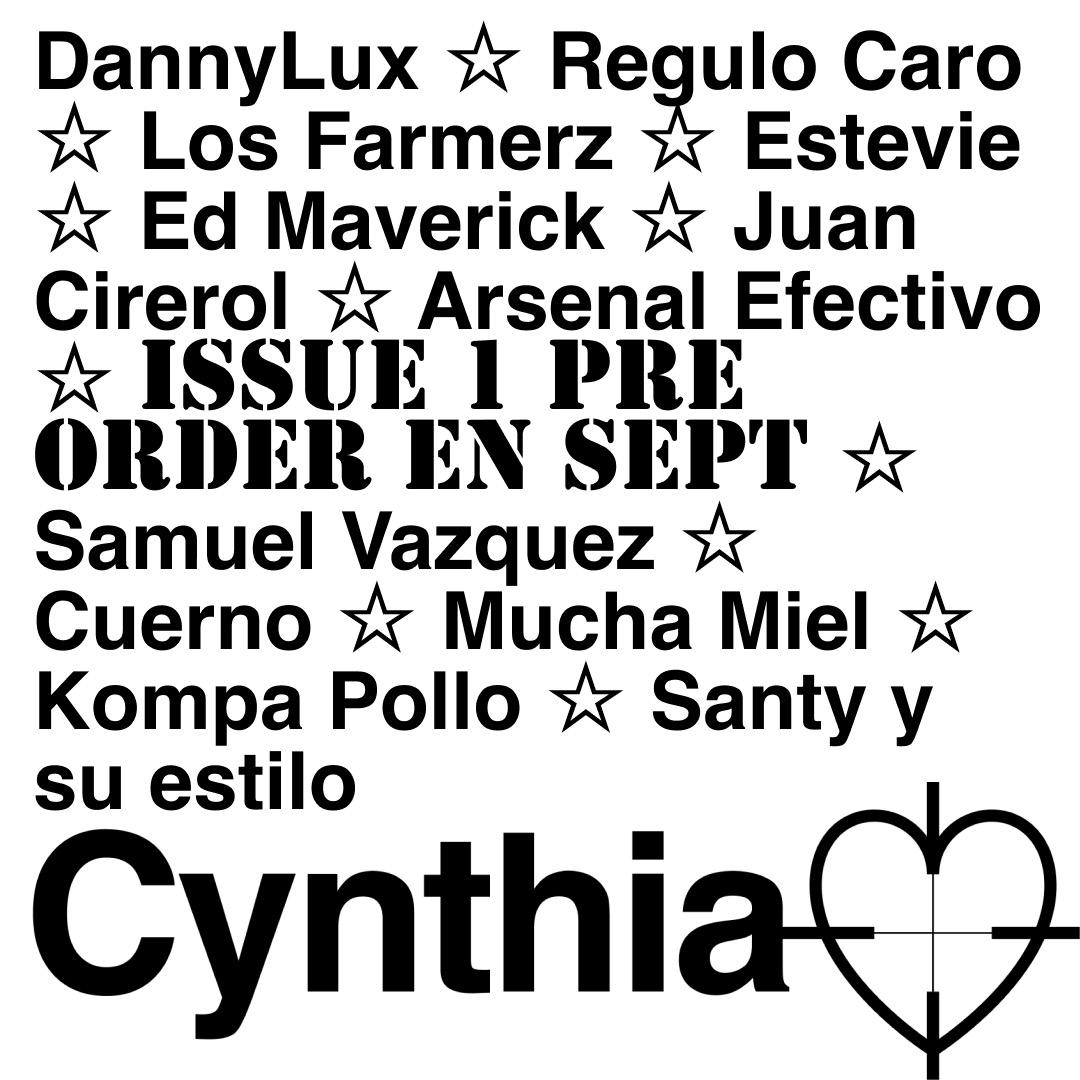 DannyLux ☆ Regulo Caro
☆ Los Farmerz ☆ Estevie
☆ Ed Maverick ☆ Juan
Cirerol ☆ Arsenal Efectivo
☆ ISSUE 1 PRE
ORDER EN SEPT ☆
Samuel Vazquez ☆
Cuerno ☆ Mucha Miel ☆
Kompa Pollo ☆ Santy y
su estilo
Cynthia